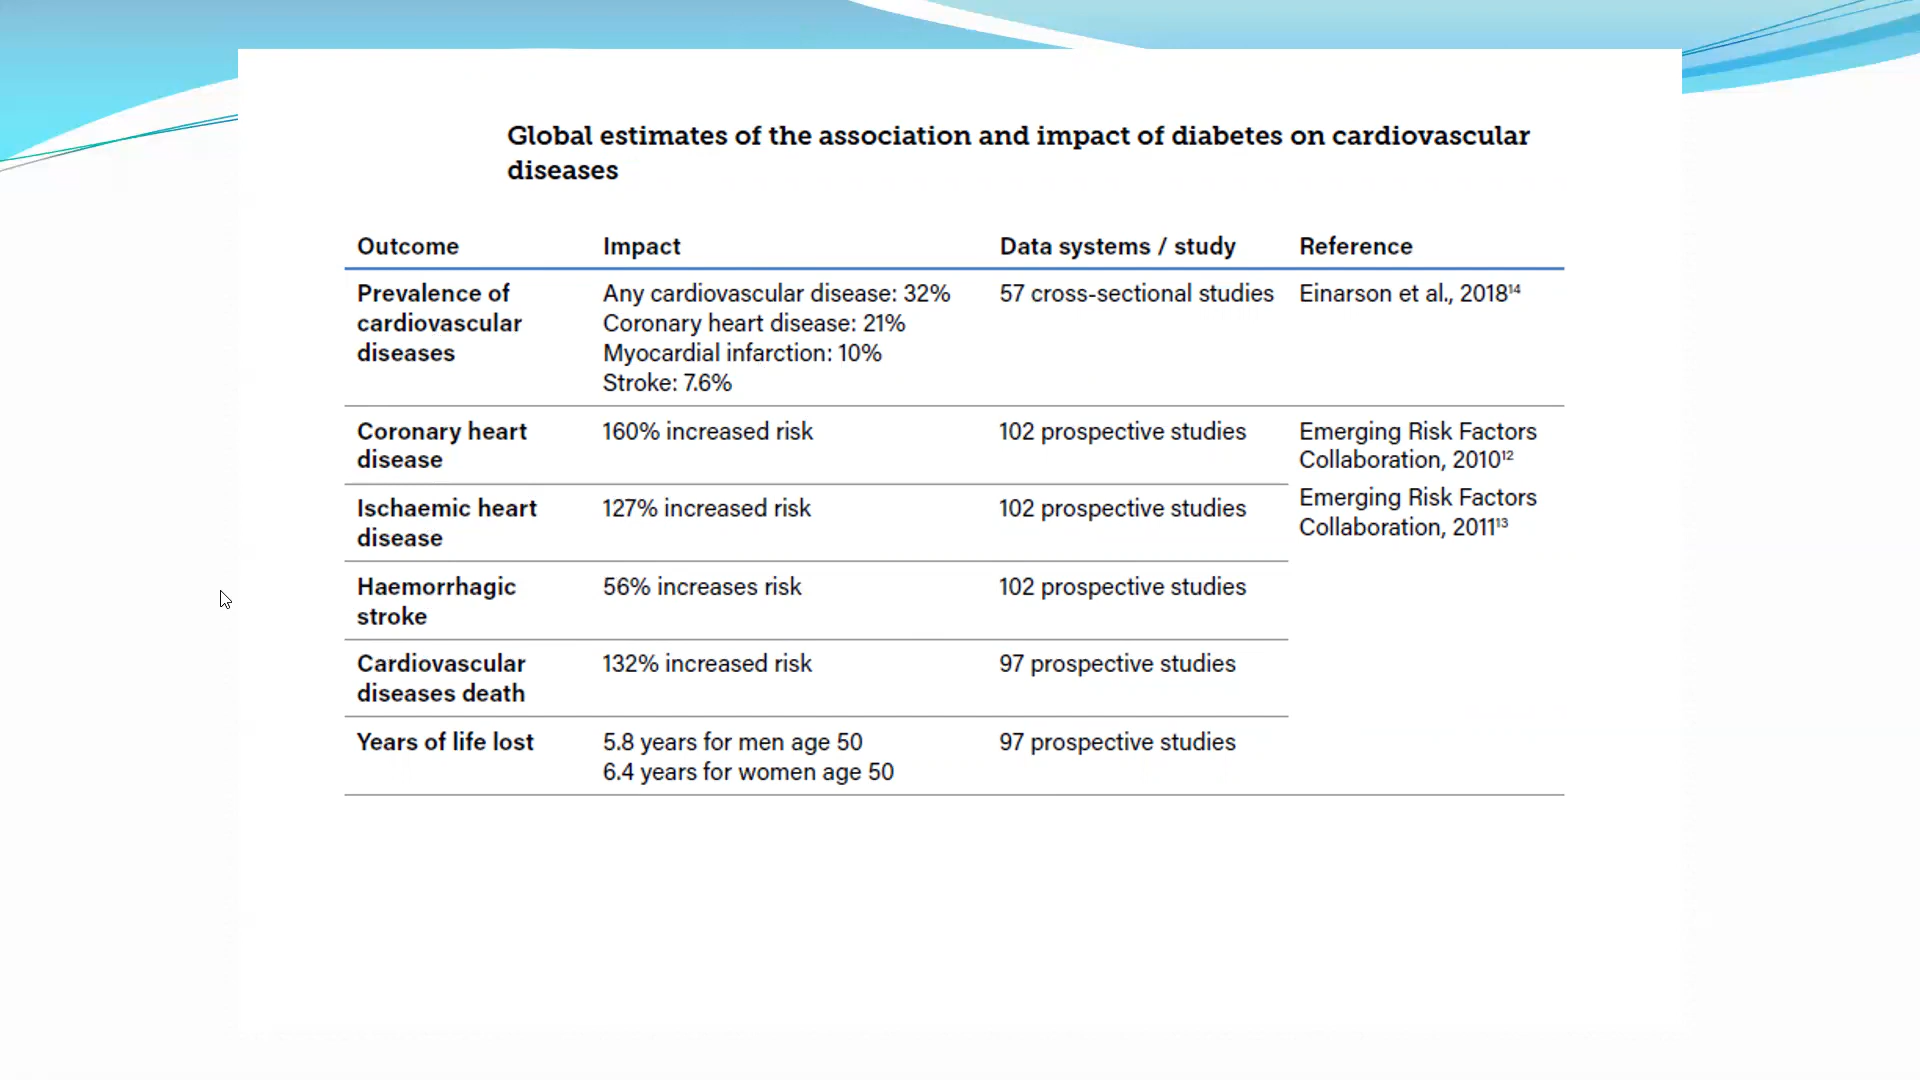 Global estimates of the association and impact of diabetes on cardiovascular
diseases
Outcome Impact Data systems / study Reference
Prevalence of
cardiovascular
diseases
Any cardiovascular disease: 32%
Coronary heart disease: 21%
Myocardial infarction: 10%
Stroke: 7.6%
57 cross-sectional studies
Einarson et al., 2018¹⁴
Coronary heart
disease
160% increased risk
102 prospective studies
Emerging Risk Factors
Collaboration, 2010¹²
Ischaemic heart
disease
127% increased risk
102 prospective studies
Emerging Risk Factors
Collaboration, 2011¹³
Haemorrhagic
stroke
56% increases risk
102 prospective studies
Cardiovascular
diseases death
132% increased risk
97 prospective studies
Years of life lost
5.8 years for men age 50
6.4 years for women age 50
97 prospective studies